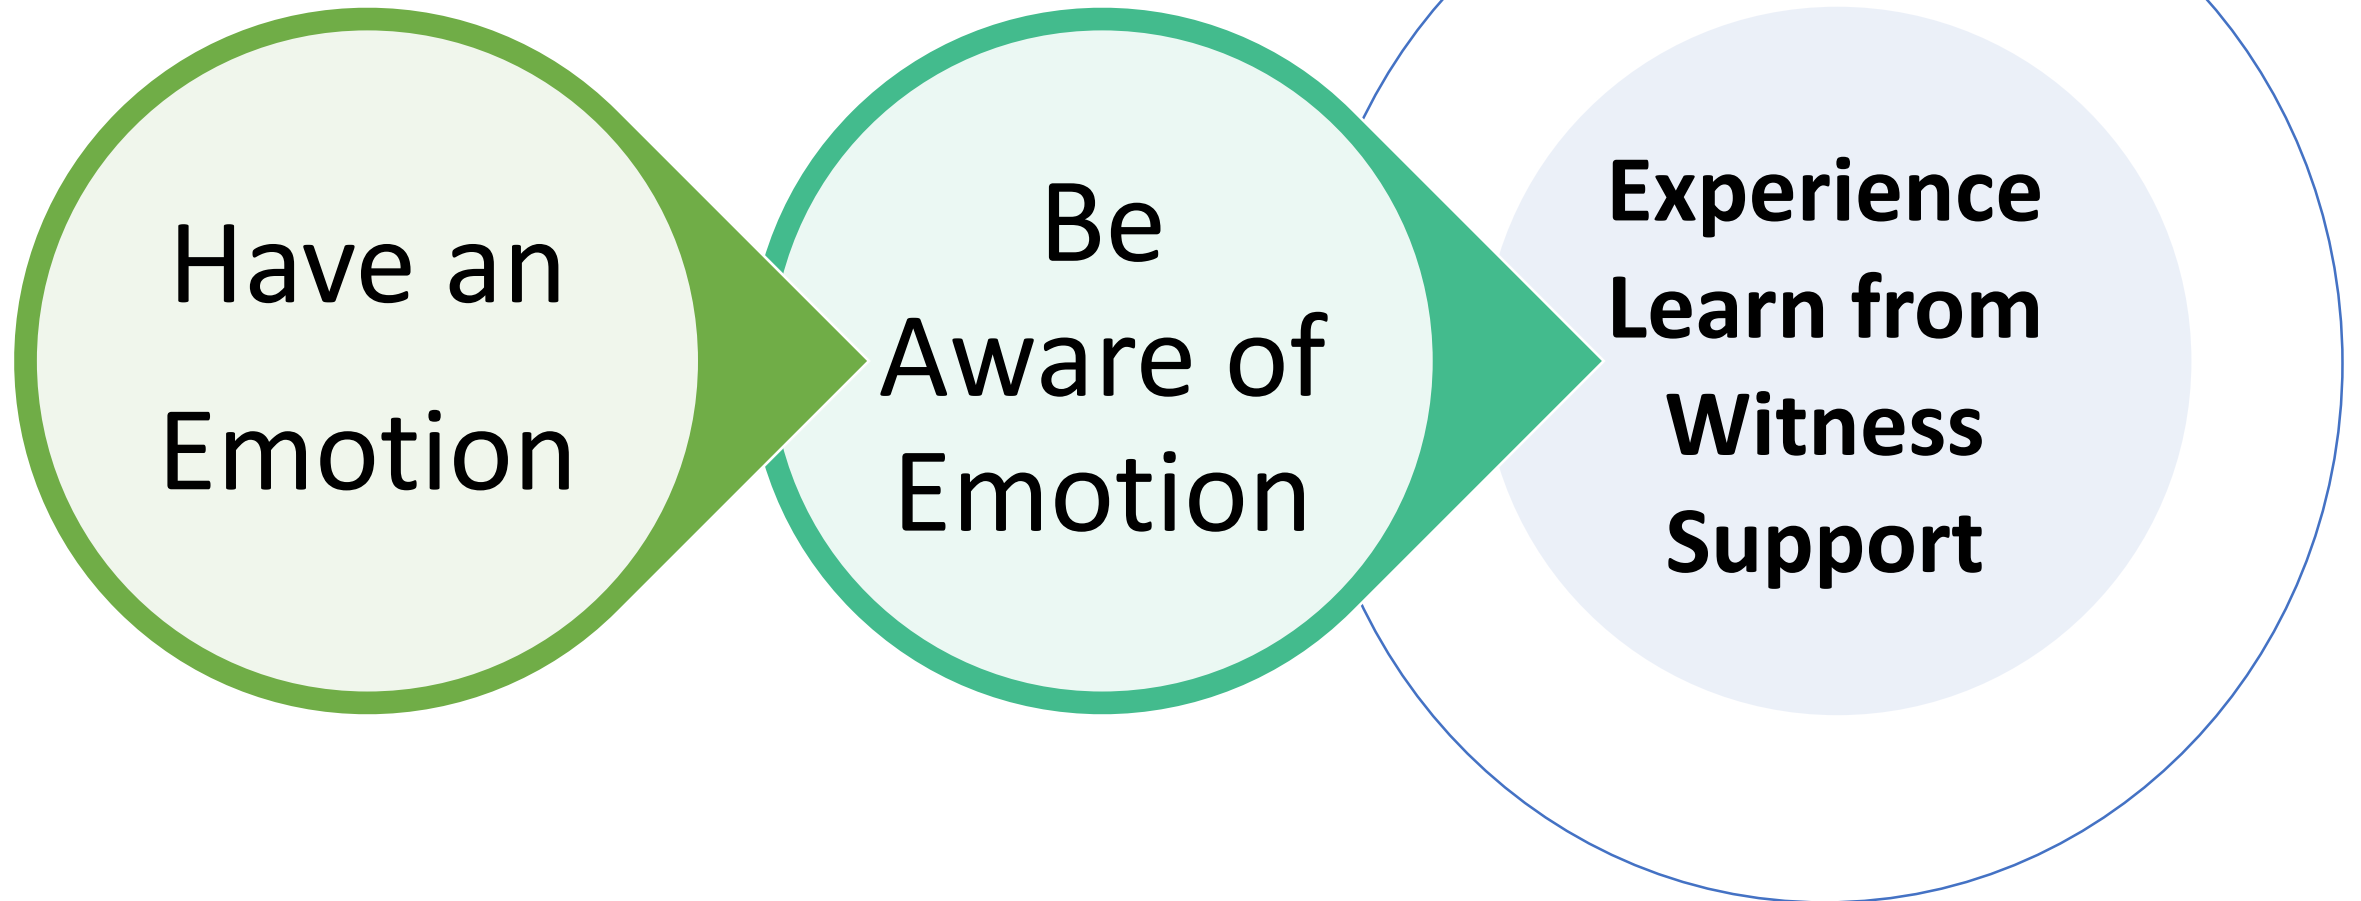 Have an
Emotion
Be
Aware of
Emotion
Experience
Learn from
Witness
Support